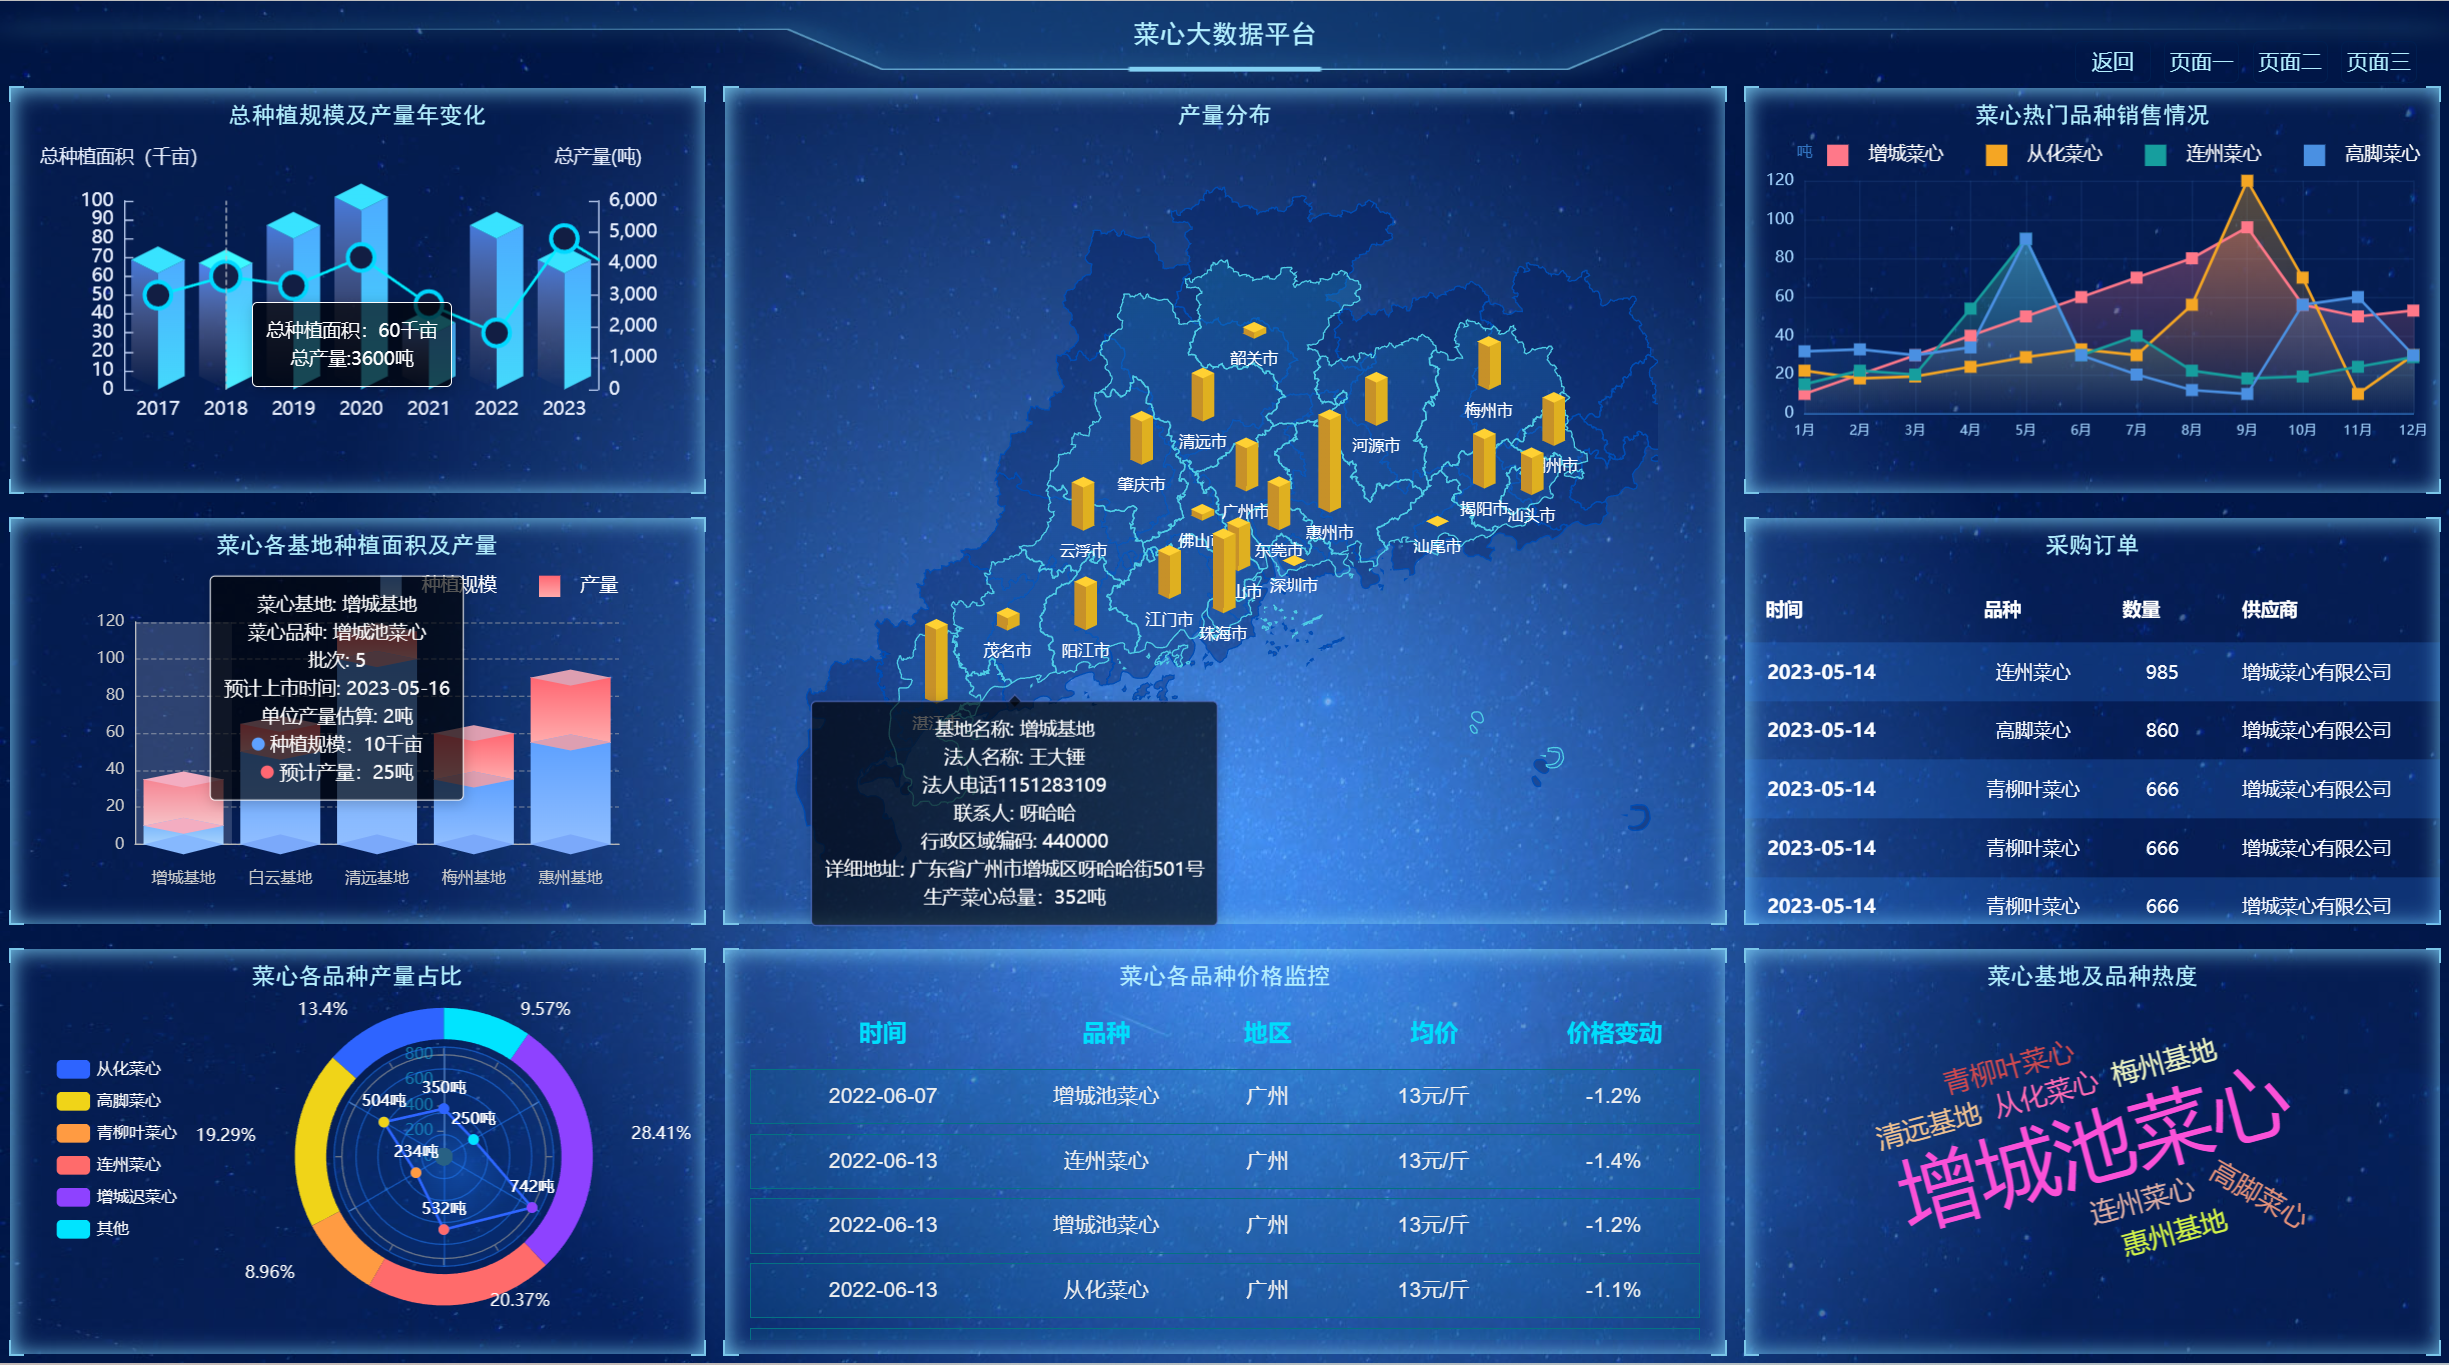 菜心大数据平台
返回 页面一 页面二 页面三
总种植规模及产量年变化
总种植面积（千亩） 总产量(吨)
100
90
80
70
60
50
40
30
20
10
0
6,000
5,000
4,000
3,000
2,000
1,000
0
总种植面积：60千亩
总产量:3600吨
2017 2018 2019 2020 2021 2022 2023
菜心各基地种植面积及产量
种植规模 产量
120
100
80
60
40
20
0
菜心基地: 增城基地
菜心品种: 增城池菜心
批次: 5
预计上市时间: 2023-05-16
单位产量估算: 2吨
种植规模：10千亩
预计产量：25吨
增城基地 白云基地 清远基地 梅州基地 惠州基地
菜心各品种产量占比
从化菜心
高脚菜心
青柳叶菜心
连州菜心
增城迟菜心
其他
13.4%
9.57%
19.29%
28.41%
8.96%
20.37%
800
600
400
200
350吨
504吨
250吨
234吨
742吨
532吨
产量分布
韶关市
梅州市
清远市
河源市
肇庆市
州市
广州市
揭阳市
汕头市
惠州市
佛山
云浮市
东莞市
汕尾市
深圳市
山市
江门市
珠海市
茂名市
阳江市
湛江
基地名称: 增城基地
法人名称: 王大锤
法人电话1151283109
联系人: 呀哈哈
行政区域编码: 440000
详细地址: 广东省广州市增城区呀哈哈街501号
生产菜心总量：352吨
菜心各品种价格监控
时间 品种 地区 均价 价格变动
2022-06-07 增城池菜心 广州 13元/斤 -1.2%
2022-06-13 连州菜心 广州 13元/斤 -1.4%
2022-06-13 增城池菜心 广州 13元/斤 -1.2%
2022-06-13 从化菜心 广州 13元/斤 -1.1%
菜心热门品种销售情况
吨 增城菜心 从化菜心 连州菜心 高脚菜心
120
100
80
60
40
20
0
1月 2月 3月 4月 5月 6月 7月 8月 9月 10月 11月 12月
采购订单
时间 品种 数量 供应商
2023-05-14 连州菜心 985 增城菜心有限公司
2023-05-14 高脚菜心 860 增城菜心有限公司
2023-05-14 青柳叶菜心 666 增城菜心有限公司
2023-05-14 青柳叶菜心 666 增城菜心有限公司
2023-05-14 青柳叶菜心 666 增城菜心有限公司
菜心基地及品种热度
青柳叶菜心
梅州基地
从化菜心
清远基地
增城池菜心
高脚菜心
连州菜心
惠州基地